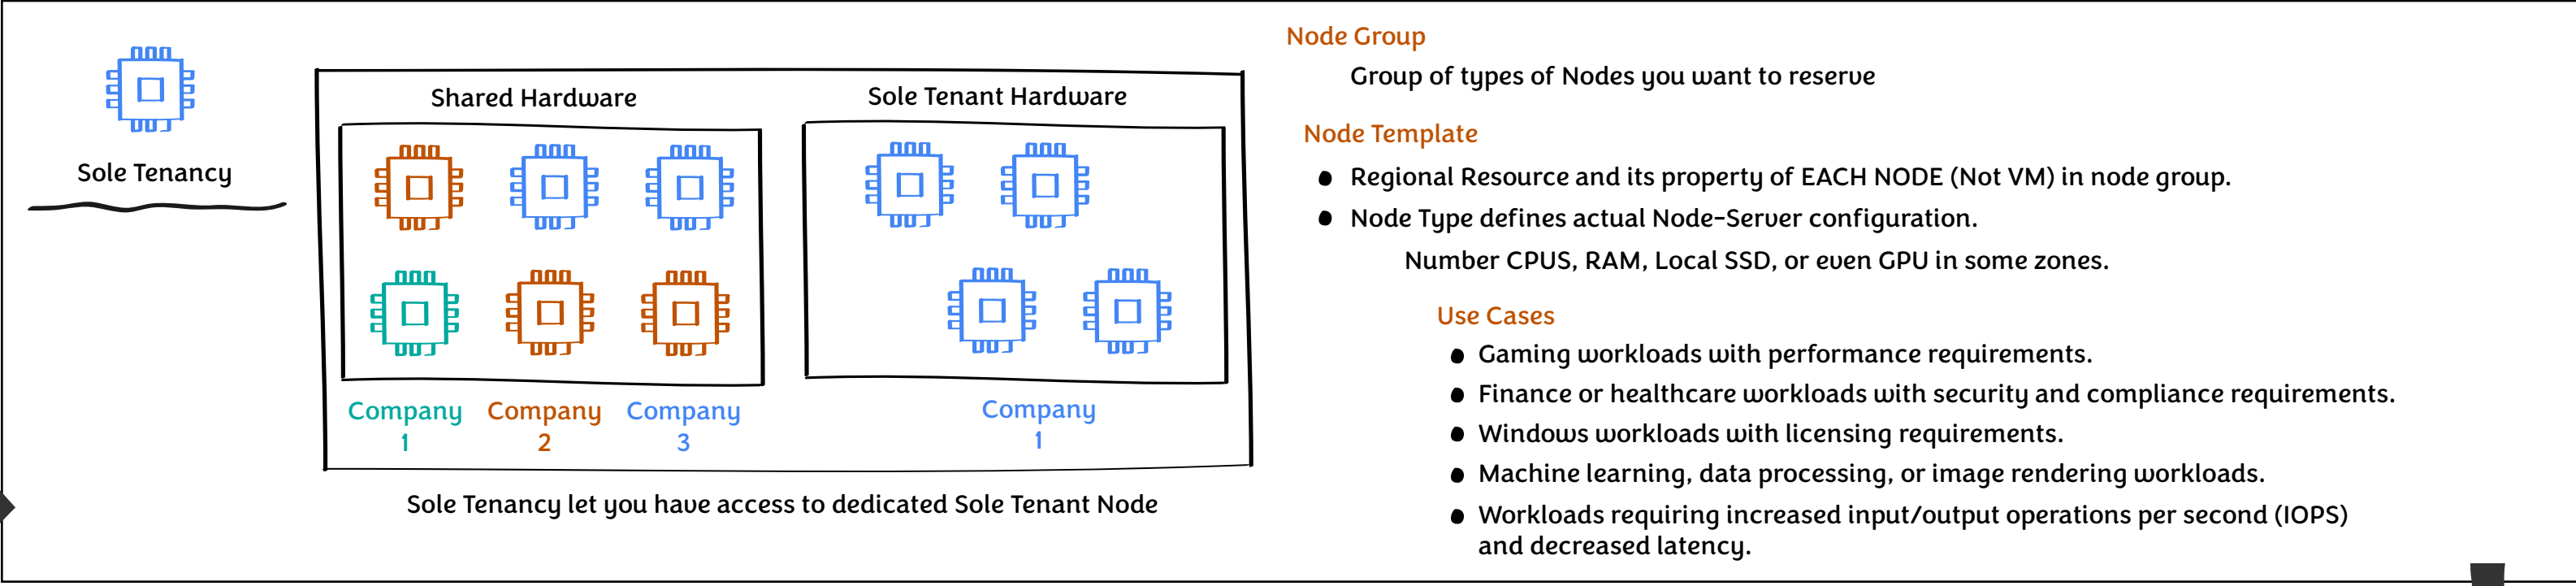 Sole Tenancy
Shared Hardware
Sole Tenant Hardware
Company
1
Company
2
Company
3
Company
1
Sole Tenancy let you have access to dedicated Sole Tenant Node
Node Group
Group of types of Nodes you want to reserve
Node Template
Regional Resource and its property of EACH NODE (Not VM) in node group.
Node Type defines actual Node-Server configuration.
Number CPUS, RAM, Local SSD, or even GPU in some zones.
Use Cases
Gaming workloads with performance requirements.
Finance or healthcare workloads with security and compliance requirements.
Windows workloads with licensing requirements.
Machine learning, data processing, or image rendering workloads.
Workloads requiring increased input/output operations per second (IOPS)
and decreased latency.